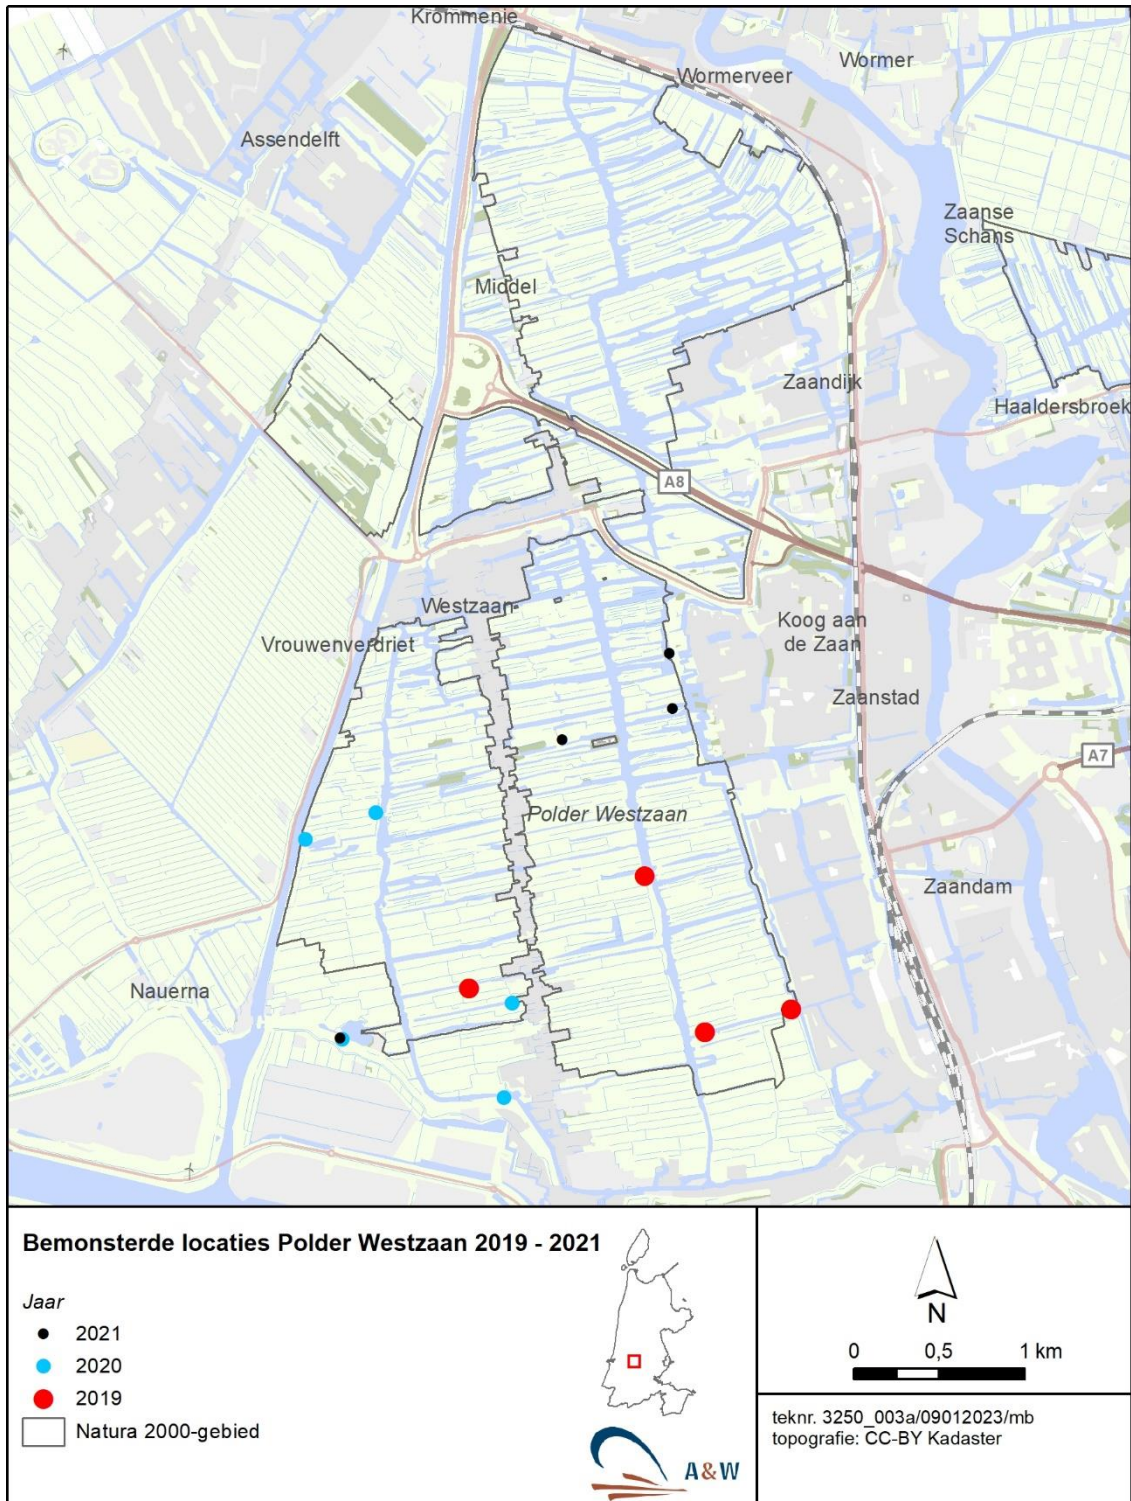 Krommenie
Wormer
Wormerveer
Assendelft
Zaanse
Schans
Middel
Zaandijk
Haaldersbroek
A8
Westzaan
Koog aan
de Zaan
Vrouwenverdriet
Zaanstad
A7
Polder Westzaan
Zaandam
Nauerna
Bemonsterde locaties Polder Westzaan 2019 - 2021
Jaar
2021
2020
2019
Natura 2000-gebied
A&W
N
0 0,5 1 km
teknr. 3250_003a/09012023/mb
topografie: CC-BY Kadaster